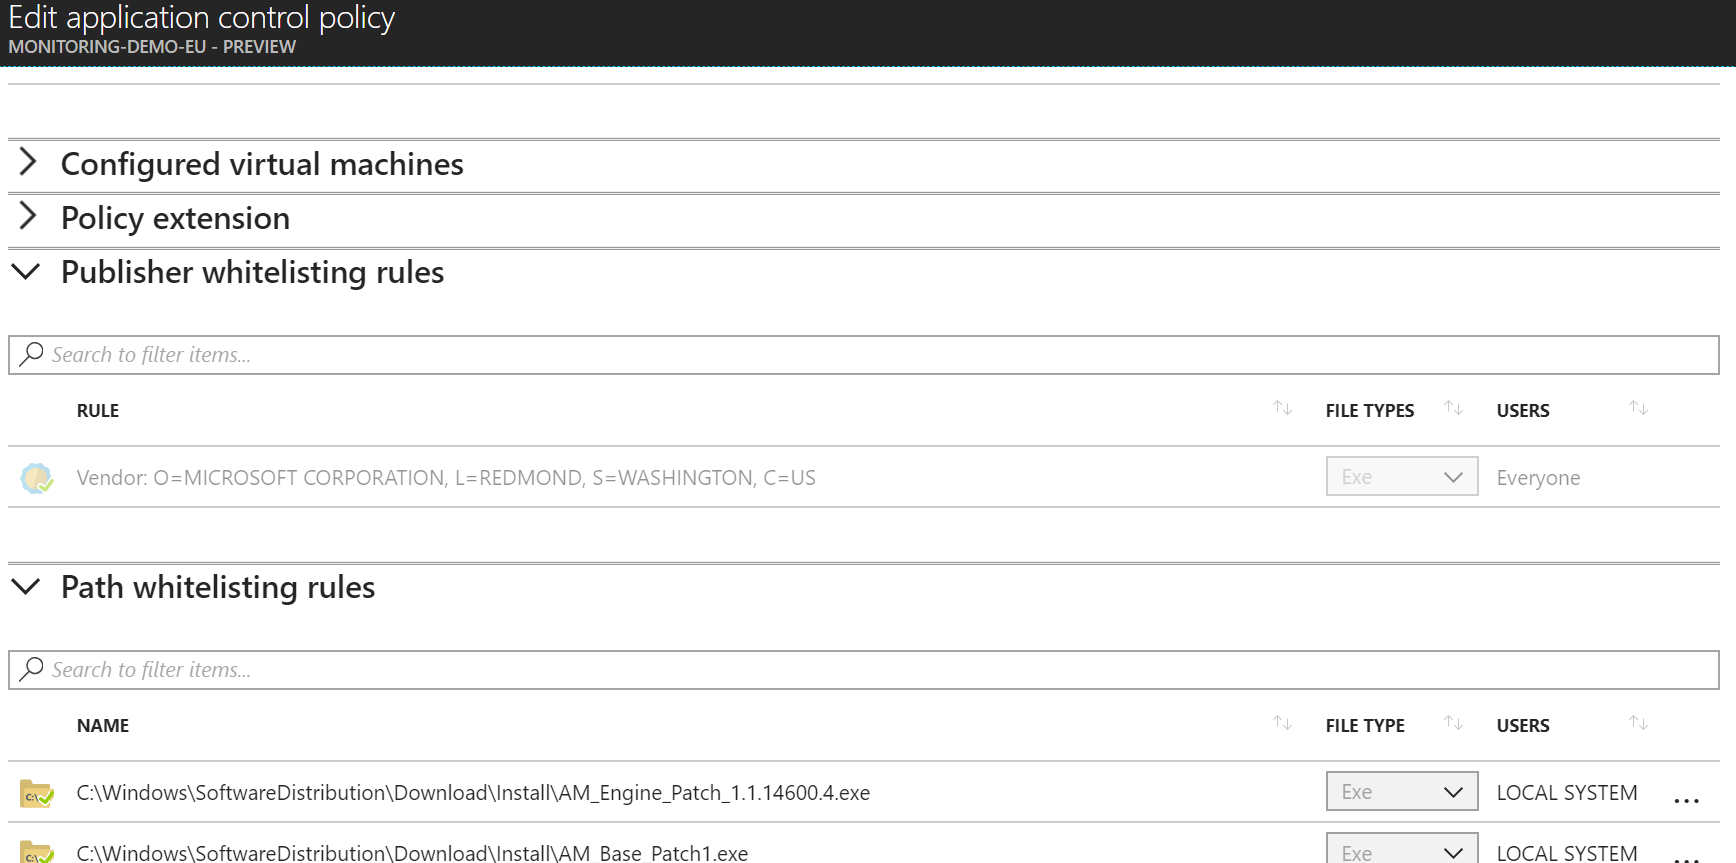 Edit application control policy
MONITORING-DEMO-EU - PREVIEW
Configured virtual machines
Policy extension
Publisher whitelisting rules
Search to filter items...
RULE FILE TYPES USERS
Vendor: O=MICROSOFT CORPORATION, L=REDMOND, S=WASHINGTON, C=US Exe Everyone
Path whitelisting rules
Search to filter items...
NAME FILE TYPE USERS
C:\Windows\SoftwareDistribution\Download\Install\AM_Engine_Patch_1.1.14600.4.exe Exe LOCAL SYSTEM ...
C:\Windows\SoftwareDistribution\Download\Install\AM_Base_Patch1.exe Exe LOCAL SYSTEM ...